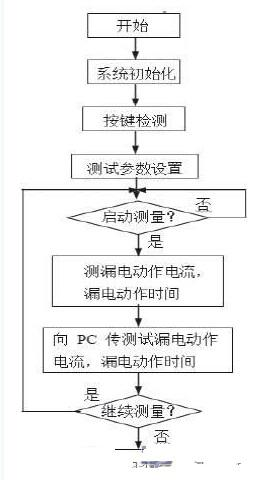 开始
系统初始化
按键检测
测试参数设置
否
启动测量？
是
测漏电动作电流，
漏电动作时间
向 PC 传测试漏电动作
电流，漏电动作时间
是
继续测量？
否